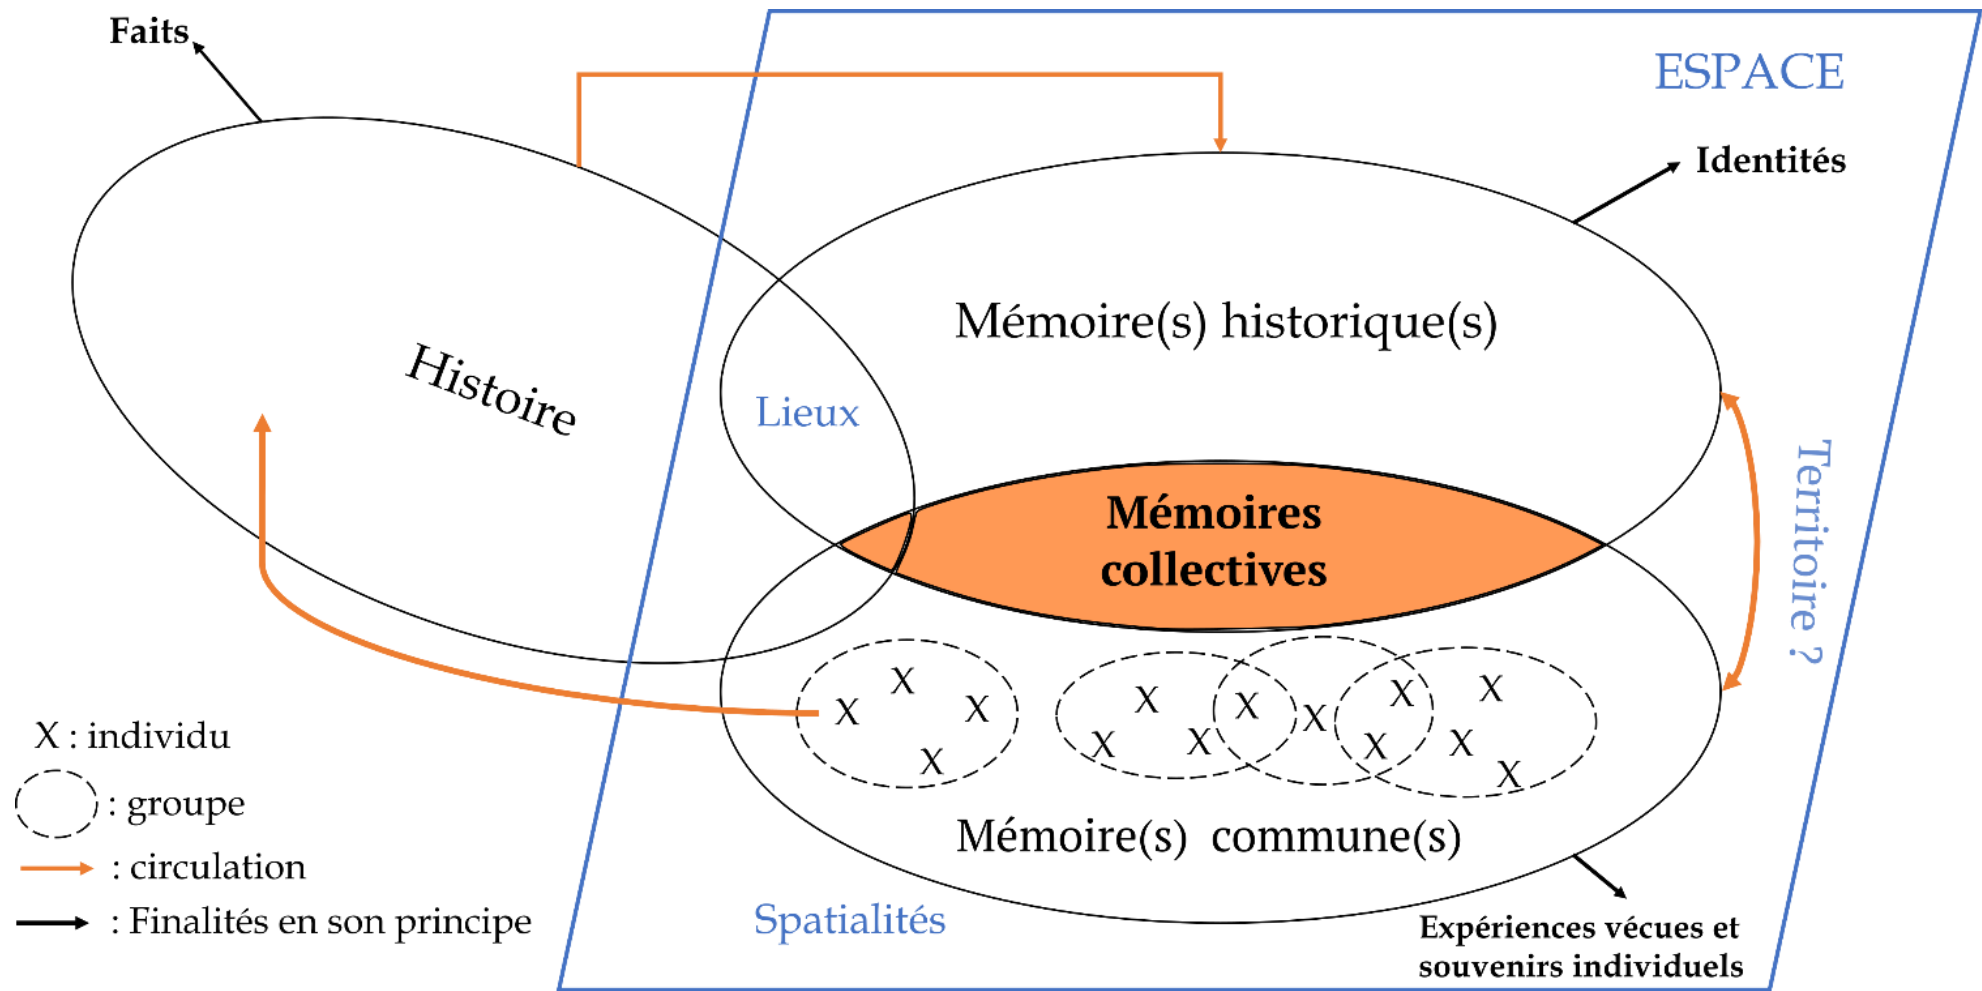 Faits
ESPACE
Identités
Mémoire(s) historique(s)
Histoire
Lieux
Mémoires
collectives
Territoire ?
X X X X
X X X X X X X X X X
X : individu
: groupe
: circulation
: Finalités en son principe
Mémoire(s) commune(s)
Spatialités
Expériences vécues et
souvenirs individuels